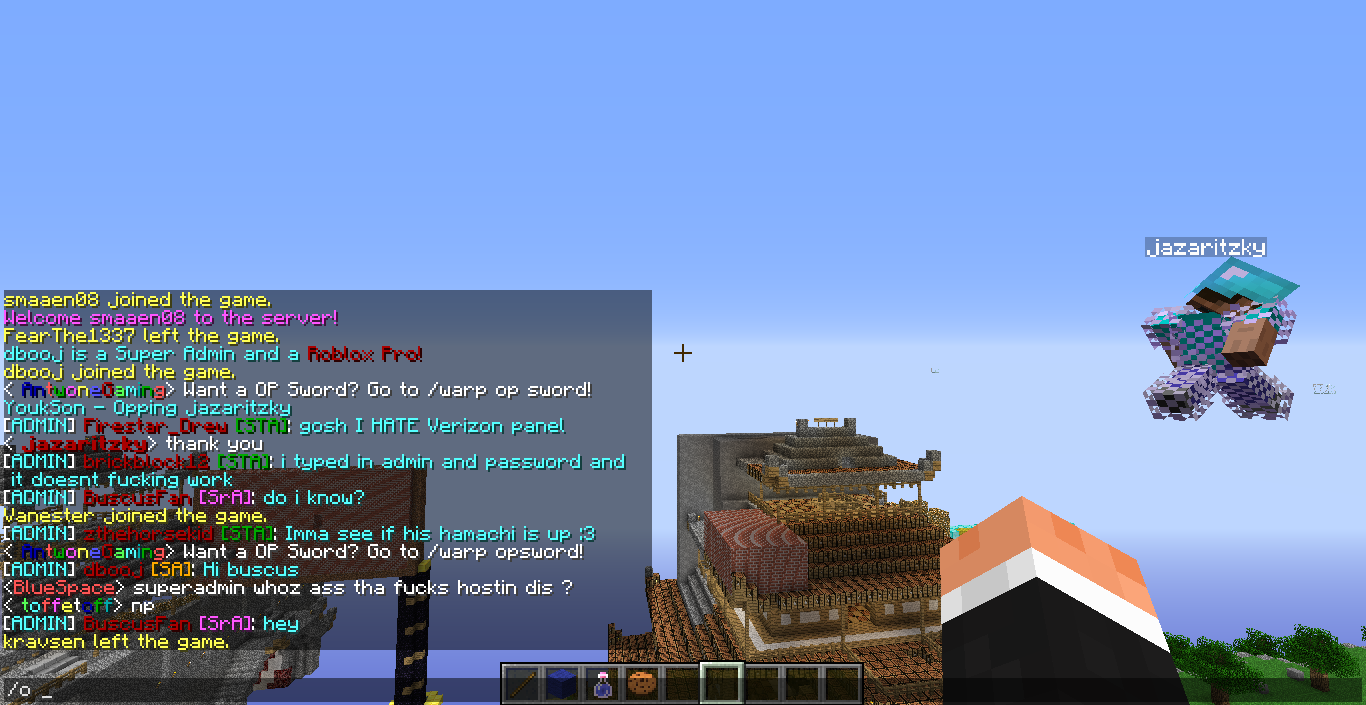 .jazaritzky
smaaen08 joined the game.
Welcome smaaen08 to the server!
FearThe1337 left the game.
dbooj is a Super Admin and a Roblox Pro!
dbooj joined the game.
< AntwoneGaming> Want a OP Sword? Go to /warp op sword!
YoukSon - Opping jazaritzky
[ADMIN] Firestar_Drew [STA]: gosh I HATE Verizon panel
< .jazaritzky> thank you
[ADMIN] brickblock12 [STA]: i typed in admin and password and
it doesnt fucking work
[ADMIN] BuscusFan [SrA]: do i know?
Vanester joined the game.
[ADMIN] zthehorsekid [STA]: Imma see if his hamachi is up :3
< AntwoneGaming> Want a OP Sword? Go to /warp opsword!
[ADMIN] dbooj [SA]: Hi buscus
<BlueSpace> superadmin whoz ass tha fucks hostin dis ?
< toffetoff> np
[ADMIN] BuscusFan [SrA]: hey
kravsen left the game.
/o _